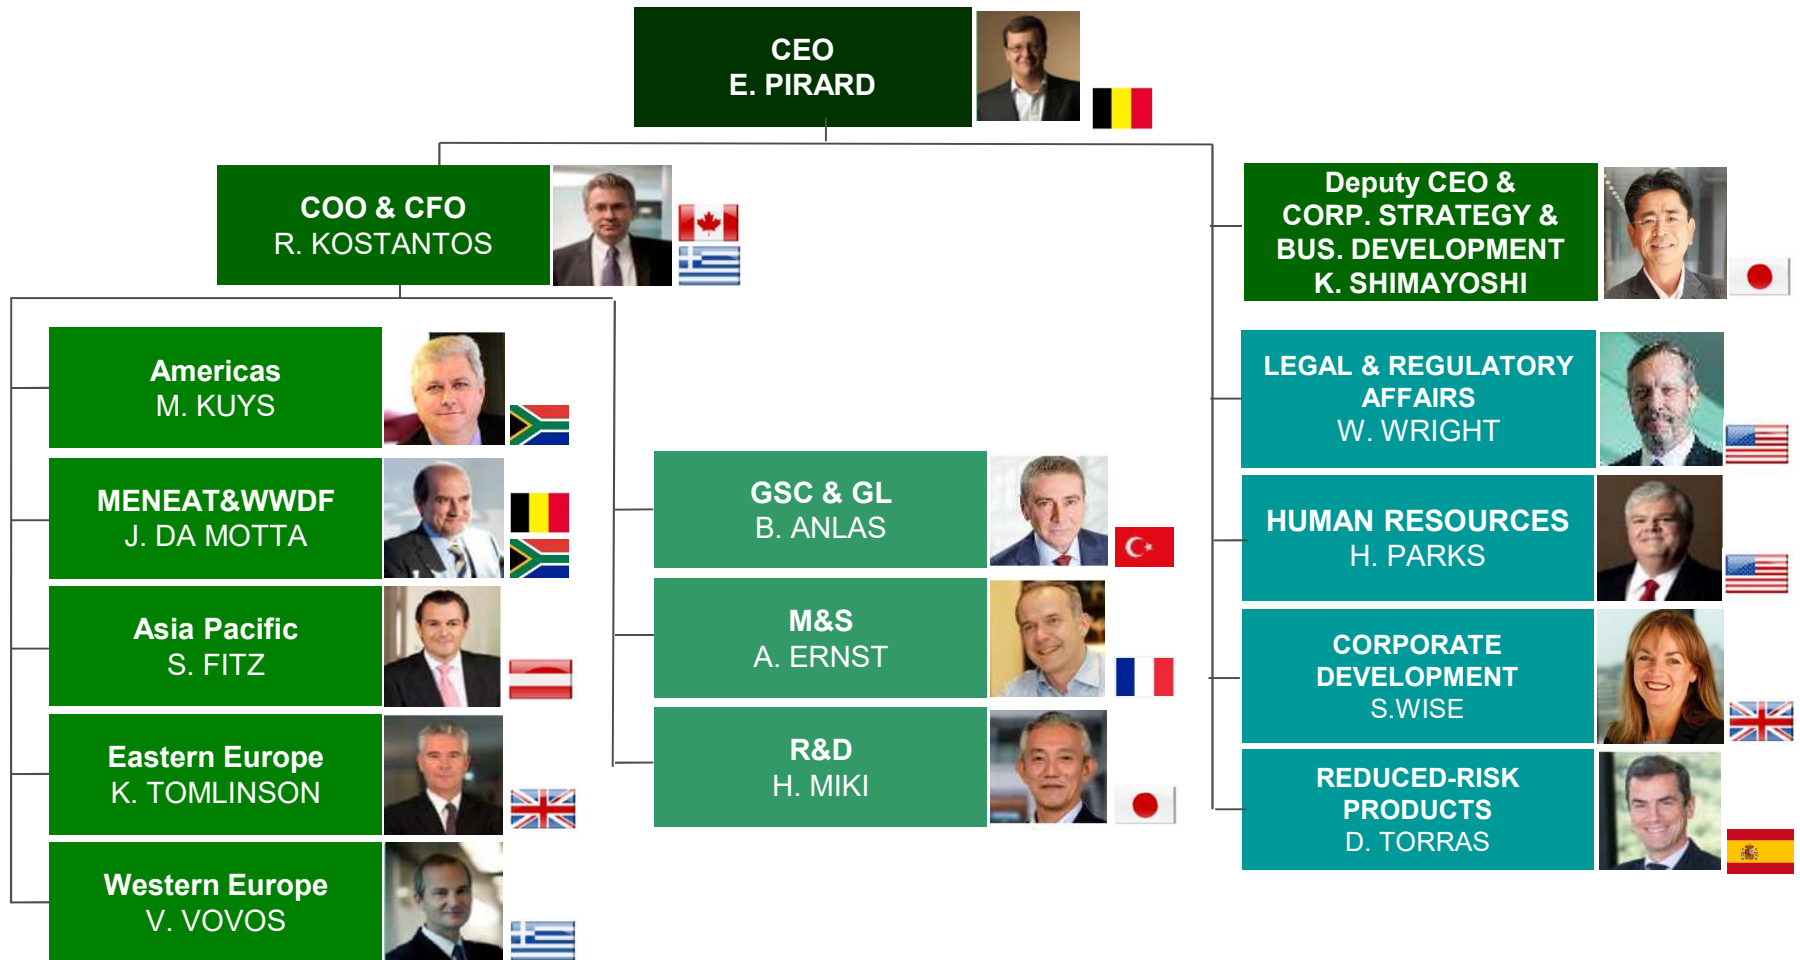 CEO
E. PIRARD
COO & CFO
R. KOSTANTOS
Deputy CEO &
CORP. STRATEGY &
BUS. DEVELOPMENT
K. SHIMAYOSHI
Americas
M. KUYS
MENEAT&WWDF
J. DA MOTTA
Asia Pacific
S. FITZ
Eastern Europe
K. TOMLINSON
Western Europe
V. VOVOS
GSC & GL
B. ANLAS
M&S
A. ERNST
R&D
H. MIKI
LEGAL & REGULATORY
AFFAIRS
W. WRIGHT
HUMAN RESOURCES
H. PARKS
CORPORATE
DEVELOPMENT
S.WISE
REDUCED-RISK
PRODUCTS
D. TORRAS